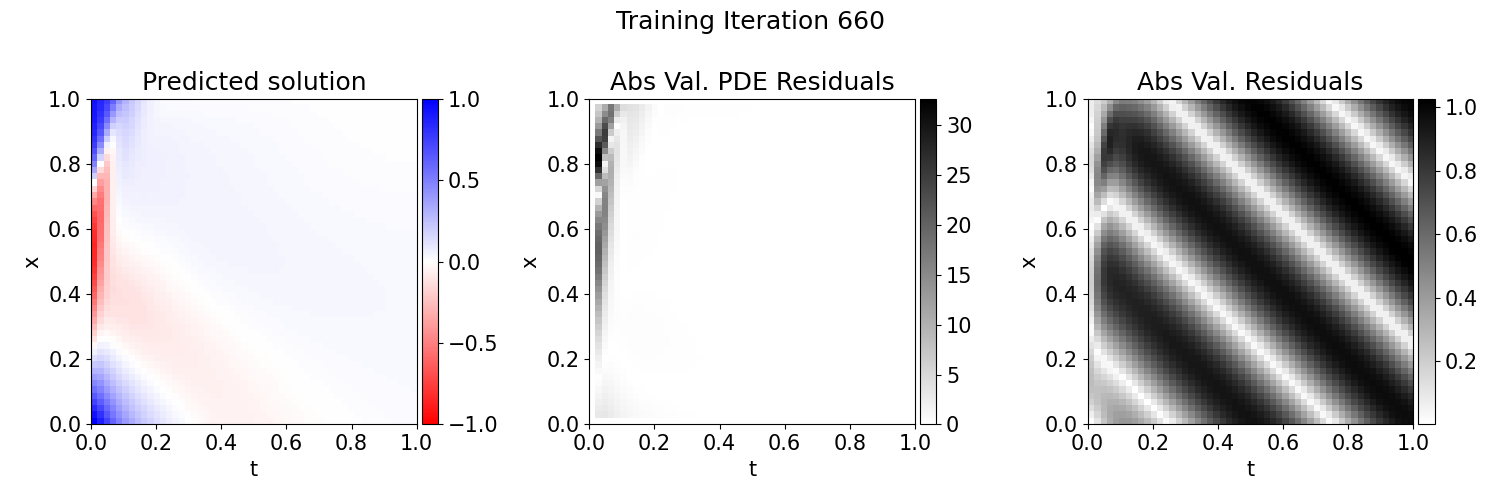 Training Iteration 660
Predicted solution
Abs Val. PDE Residuals
Abs Val. Residuals
1.0
0.8
0.6
0.4
0.2
0.0
x
0.0 0.2 0.4 0.6 0.8 1.0
t
1.0
0.5
0.0
−0.5
−1.0
1.0
0.8
0.6
0.4
0.2
0.0
x
0.0 0.2 0.4 0.6 0.8 1.0
t
30
25
20
15
10
5
0
1.0
0.8
0.6
0.4
0.2
0.0
x
0.0 0.2 0.4 0.6 0.8 1.0
t
1.0
0.8
0.6
0.4
0.2